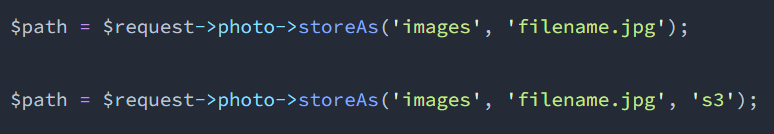 $path = $request->photo->storeAs('images', 'filename.jpg');
$path = $request->photo->storeAs('images', 'filename.jpg', 's3');